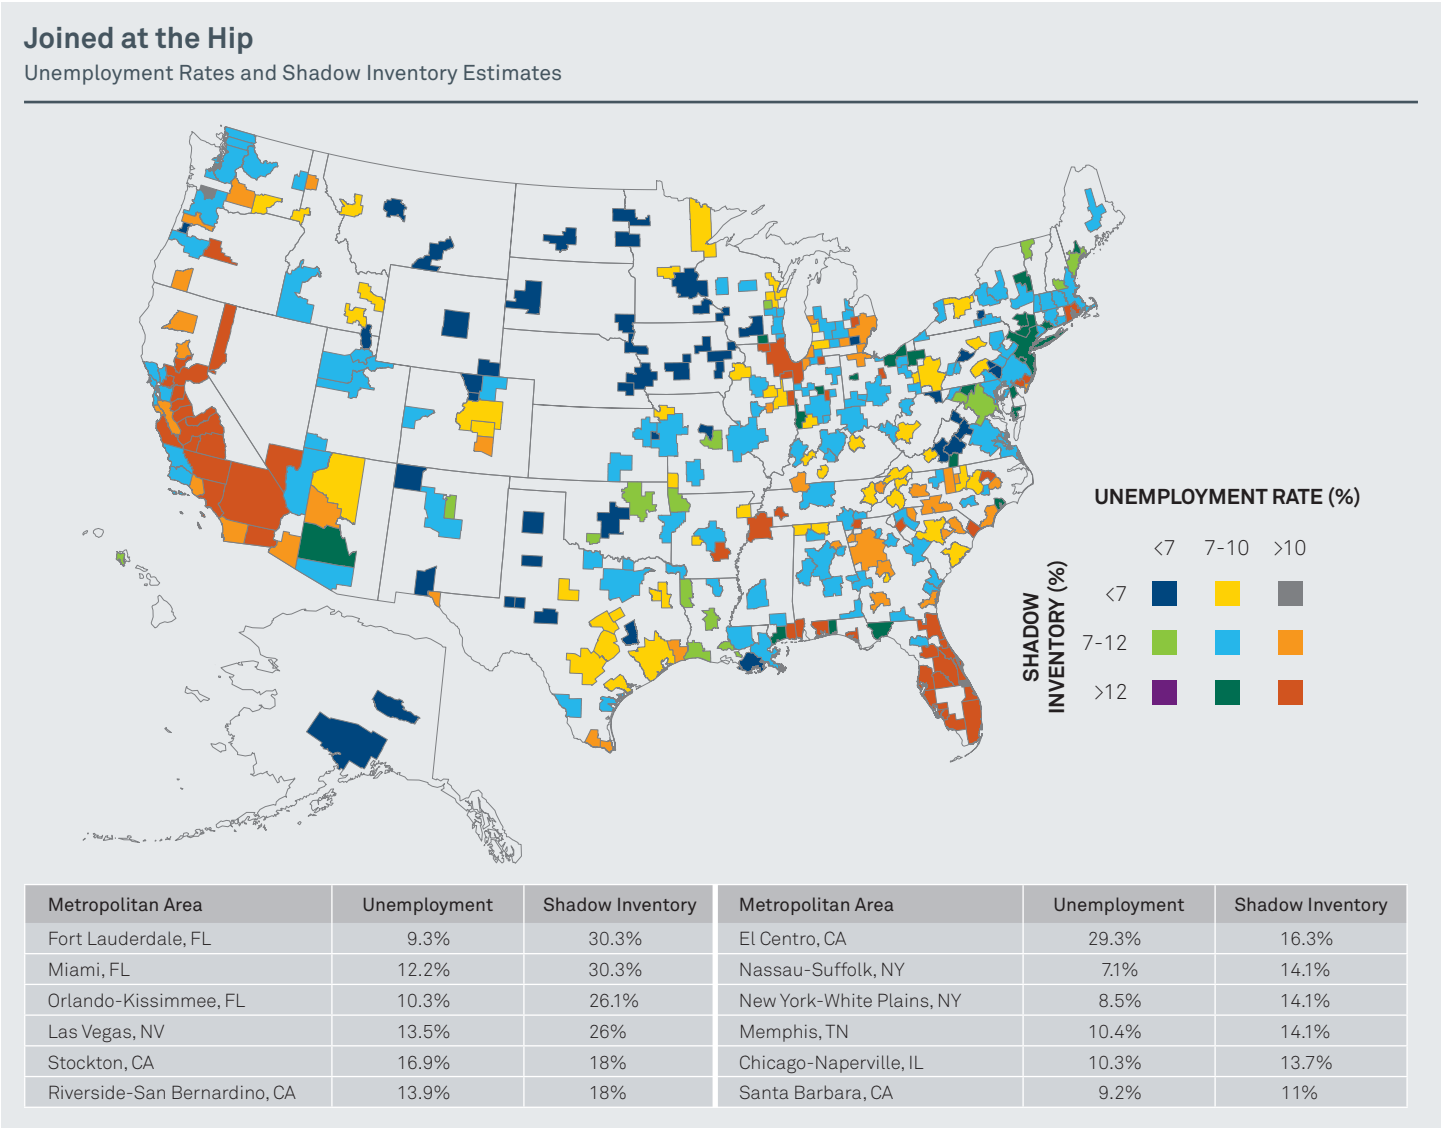 Joined at the Hip
Unemployment Rates and Shadow Inventory Estimates
UNEMPLOYMENT RATE (%)
<7 7-10 >10
SHADOW
INVENTORY (%)
<7
7-12
>12
Metropolitan Area Unemployment Shadow Inventory Metropolitan Area Unemployment Shadow Inventory
Fort Lauderdale, FL 9.3% 30.3% El Centro, CA 29.3% 16.3%
Miami, FL 12.2% 30.3% Nassau-Suffolk, NY 7.1% 14.1%
Orlando-Kissimmee, FL 10.3% 26.1% New York-White Plains, NY 8.5% 14.1%
Las Vegas, NV 13.5% 26% Memphis, TN 10.4% 14.1%
Stockton, CA 16.9% 18% Chicago-Naperville, IL 10.3% 13.7%
Riverside-San Bernardino, CA 13.9% 18% Santa Barbara, CA 9.2% 11%